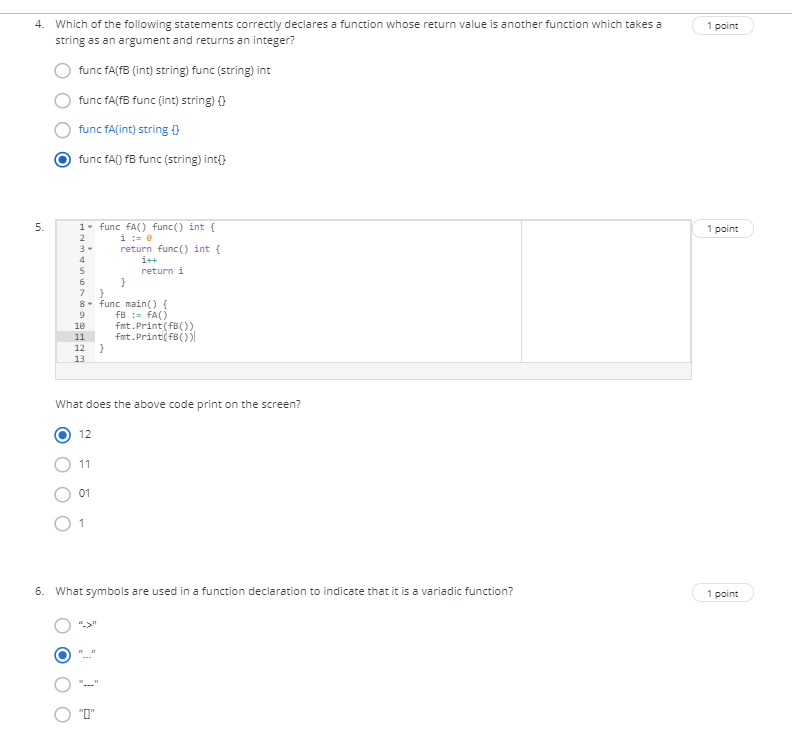 4. Which of the following statements correctly declares a function whose return value is another function which takes a
string as an argument and returns an integer?
1 point
func fA(fB (int) string) func (string) int
func fA(fB func (int) string) {}
func fA(int) string {}
func fA() fB func (string) int{}
5.
1 point
1 func fA() func() int {
2 i := 0
3 return func() int {
4 i++
5 return i
6 }
7 }
8 func main() {
9 fB := fA()
10 fmt.Print(fB())
11 fmt.Print(fB())
12 }
13
What does the above code print on the screen?
12
11
01
1
6. What symbols are used in a function declaration to indicate that it is a variadic function?
1 point
"->"
"..."
"---"
"[]"